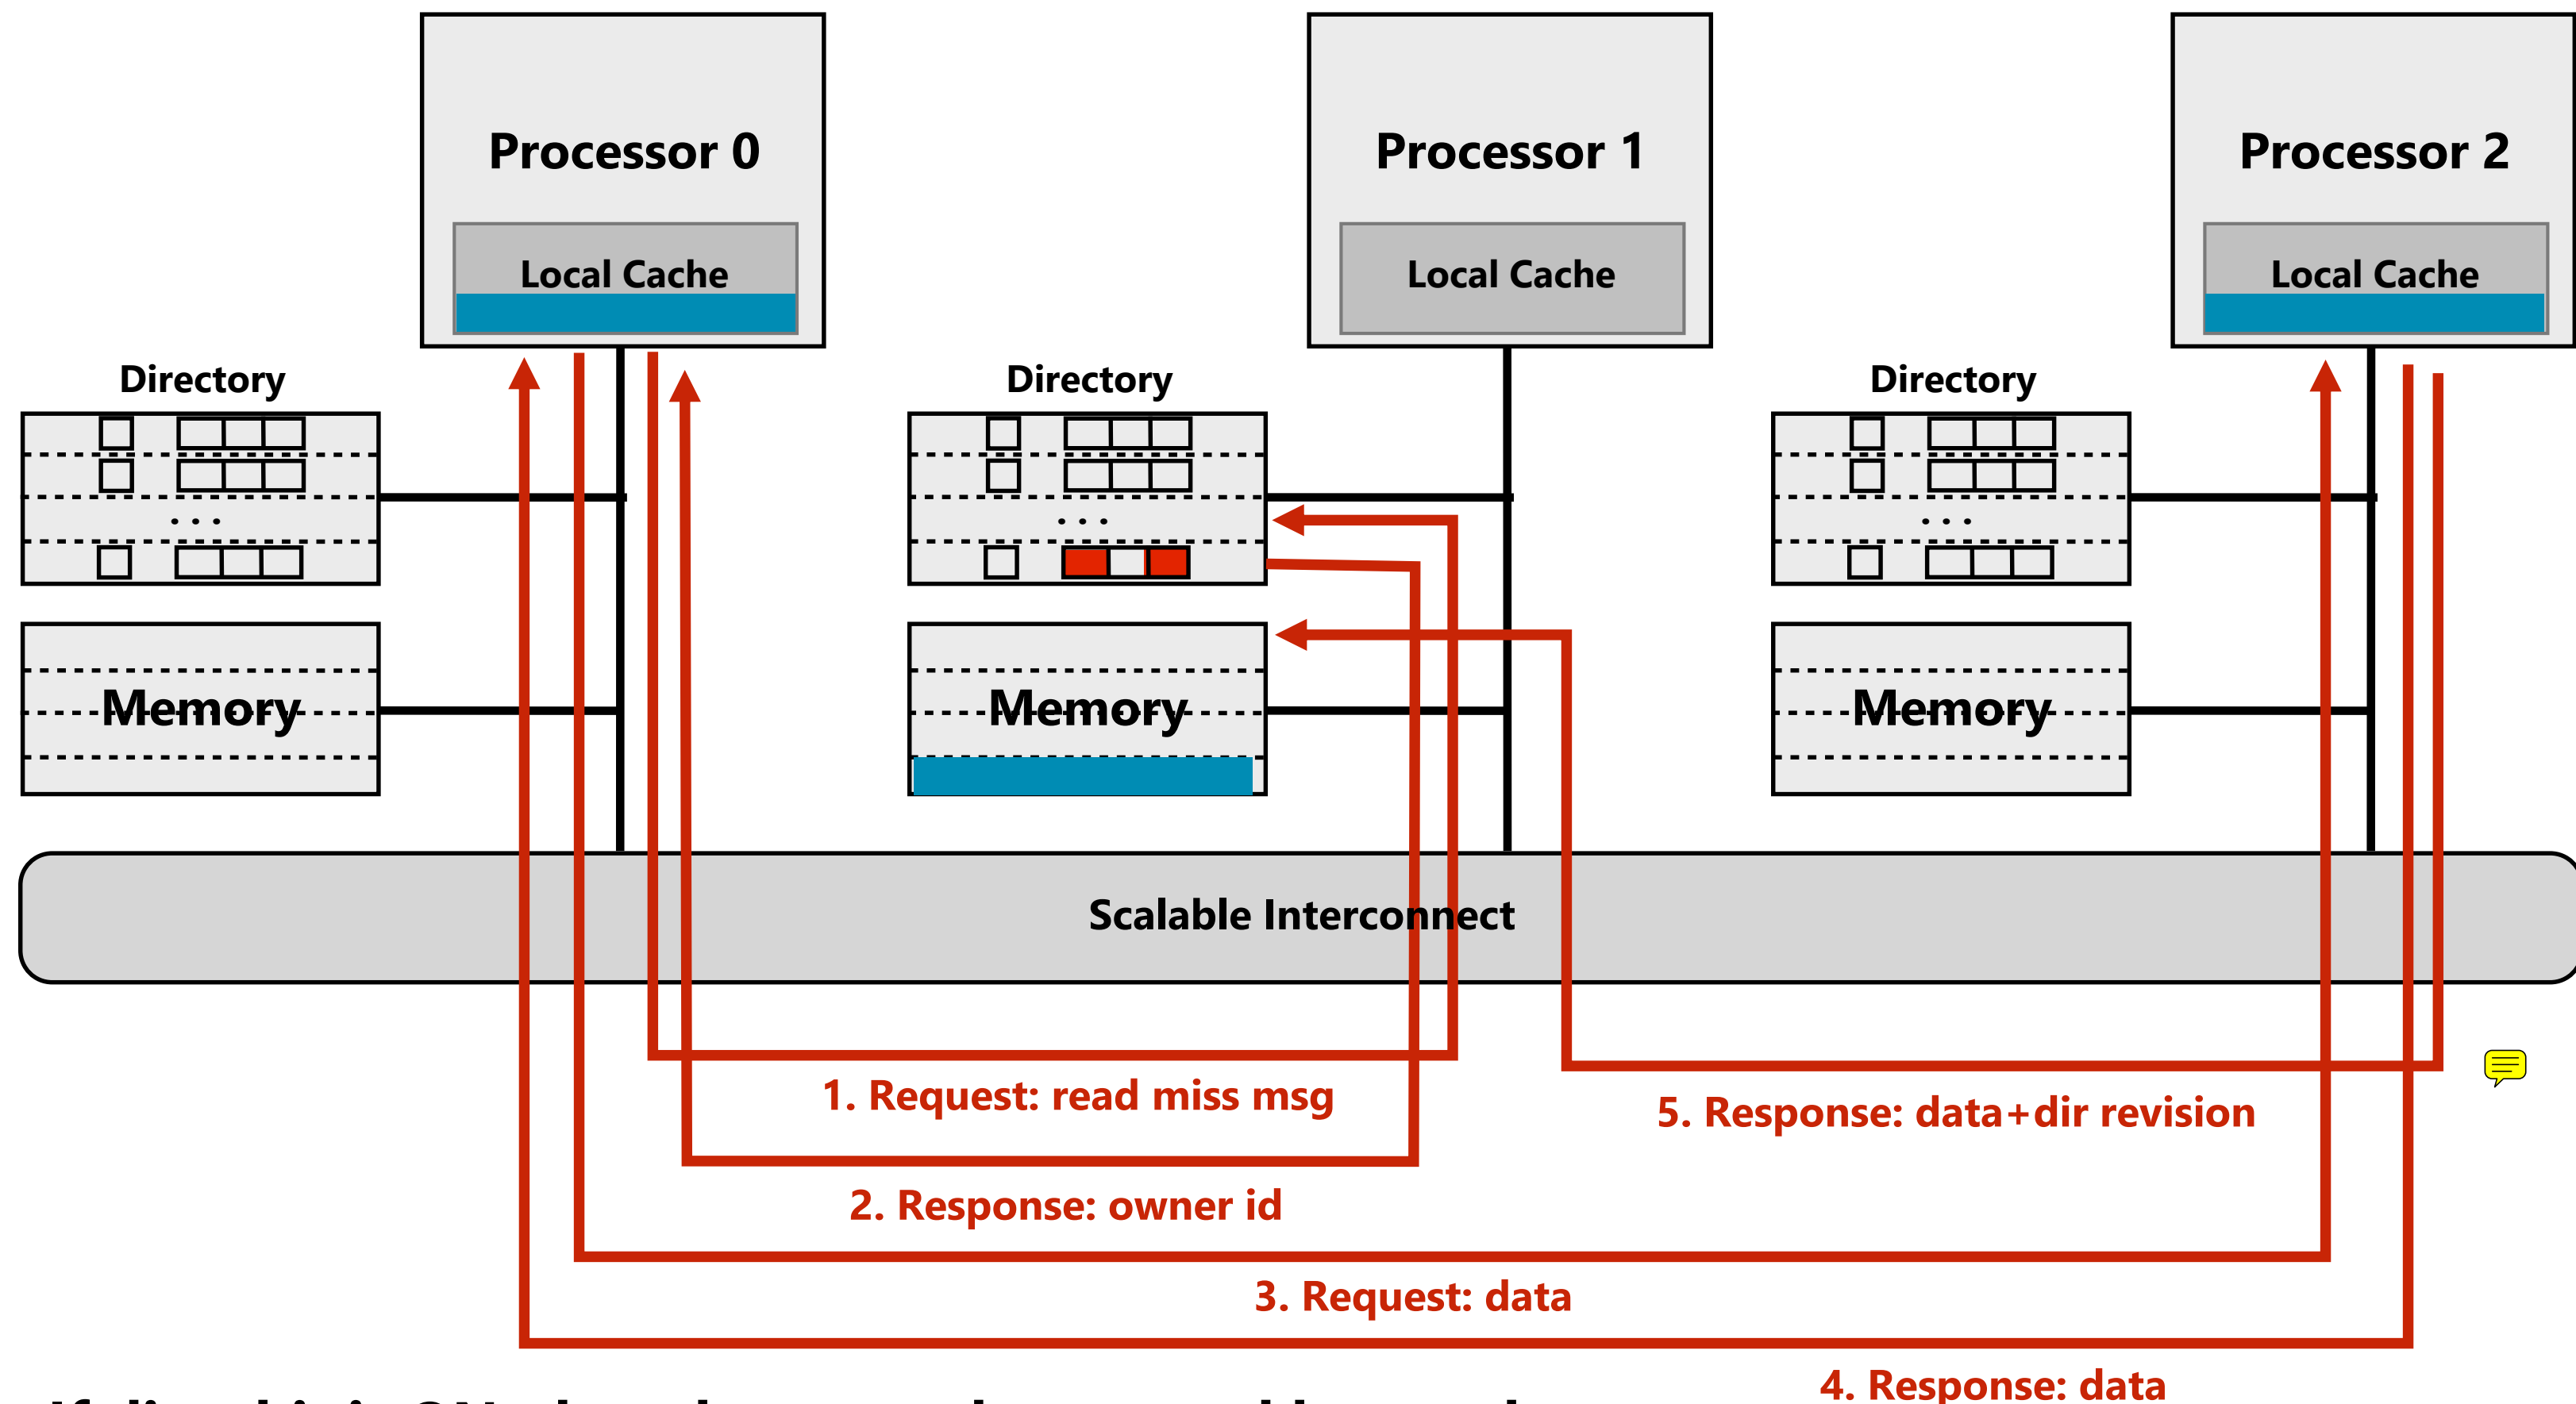 Processor 0
Processor 1
Processor 2
Local Cache
Local Cache
Local Cache
Directory
Directory
Directory
. . .
. . .
. . .
Memory
Memory
Memory
Scalable Interconnect
1. Request: read miss msg
5. Response: data+dir revision
2. Response: owner id
3. Request: data
4. Response: data